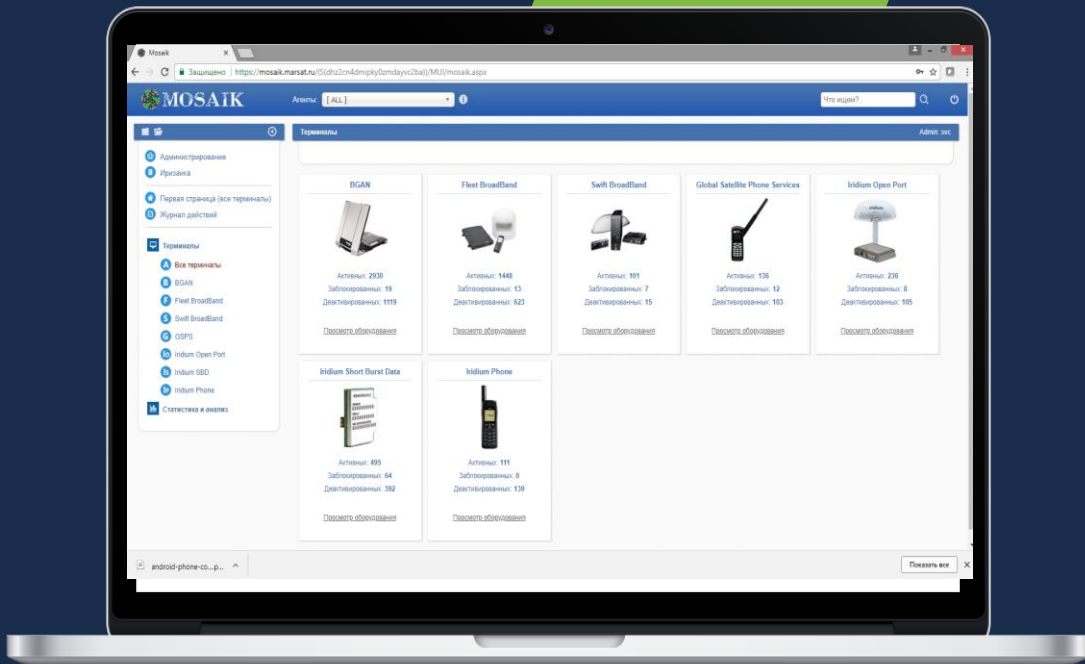 Mosaik
Защищено | https://mosaik.marsat.ru/(S(dhz2cn4dmipky0zmdayvc2ba))/MUI/mosaik.aspx
MOSAIK
Агенты: [ ALL ]
Что ищем?
Терминалы
Admin: svc
Администрирование
Иризанка
Первая страница (все терминалы)
Журнал действий
Терминалы
Все терминалы
BGAN
Fleet BroadBand
Swift BroadBand
GSPS
Iridium Open Port
Iridium SBD
Iridium Phone
Статистика и анализ
BGAN
Активных: 2930
Заблокированных: 19
Деактивированных: 1119
Просмотр оборудования
Fleet BroadBand
Активных: 1448
Заблокированных: 13
Деактивированных: 623
Просмотр оборудования
Swift BroadBand
Активных: 101
Заблокированных: 7
Деактивированных: 15
Просмотр оборудования
Global Satellite Phone Services
Активных: 136
Заблокированных: 12
Деактивированных: 103
Просмотр оборудования
Iridium Open Port
Активных: 236
Заблокированных: 8
Деактивированных: 105
Просмотр оборудования
Iridium Short Burst Data
Активных: 495
Заблокированных: 64
Деактивированных: 392
Просмотр оборудования
Iridium Phone
Активных: 111
Заблокированных: 0
Деактивированных: 139
Просмотр оборудования
android-phone-co...p...
Показать все